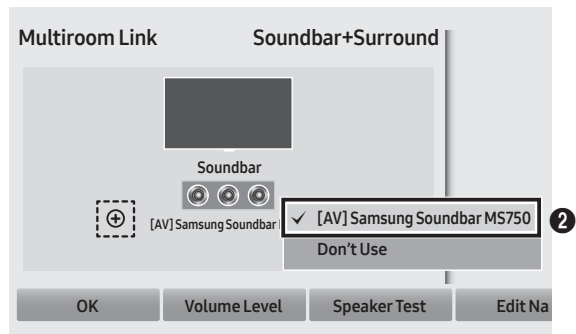 Multiroom Link Soundbar+Surround
Soundbar
[AV] Samsung Soundbar
✓ [AV] Samsung Soundbar MS750
2
Don't Use
OK Volume Level Speaker Test Edit Na